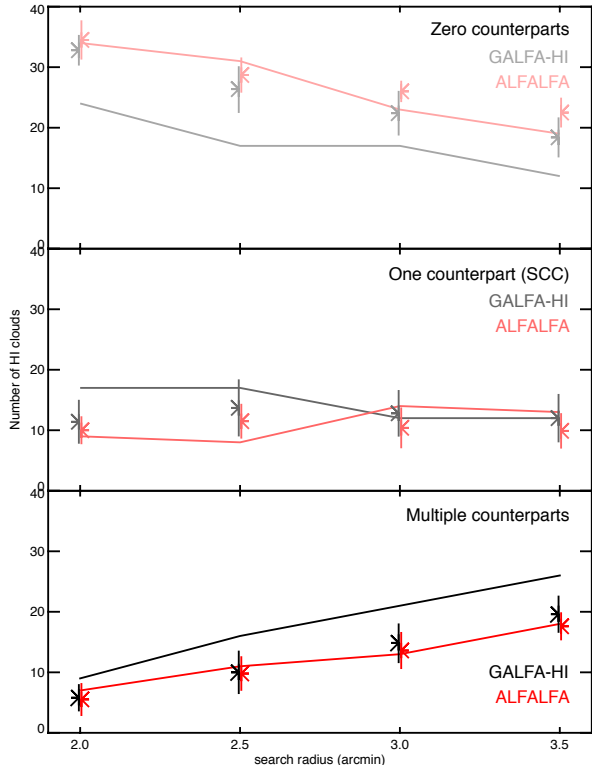 40
Zero counterparts
GALFA-HI
ALFALFA
30
20
10
0
40
One counterpart (SCC)
GALFA-HI
ALFALFA
30
20
10
0
Number of HI clouds
40
Multiple counterparts
30
20
10
GALFA-HI
ALFALFA
0
2.0 2.5 3.0 3.5
search radius (arcmin)